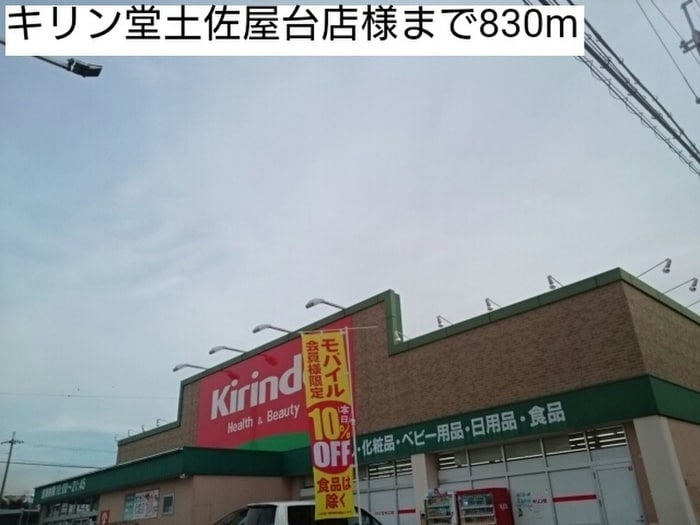 キリン堂土佐屋台店様まで830m
Kirind
Health & Beauty
モバイル
会員様限定
本日
10%
OFF
食品は
除く
・化粧品・ベビー用品・日用品・食品